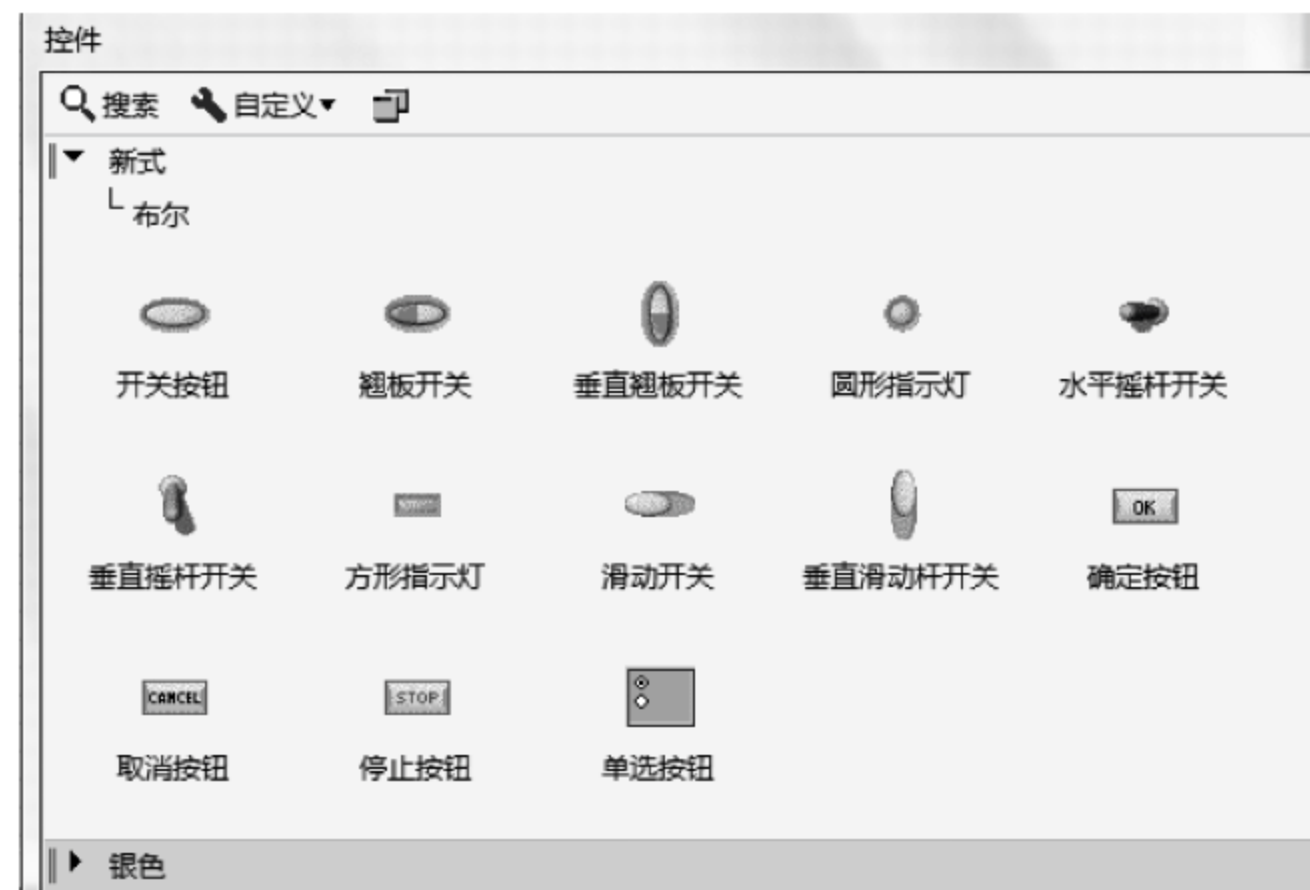 控件
搜索 自定义
新式
布尔
开关按钮 翘板开关 垂直翘板开关 圆形指示灯 水平摇杆开关
OK
垂直摇杆开关 方形指示灯 滑动开关 垂直滑动杆开关 确定按钮
CANCEL STOP
取消按钮 停止按钮 单选按钮
银色